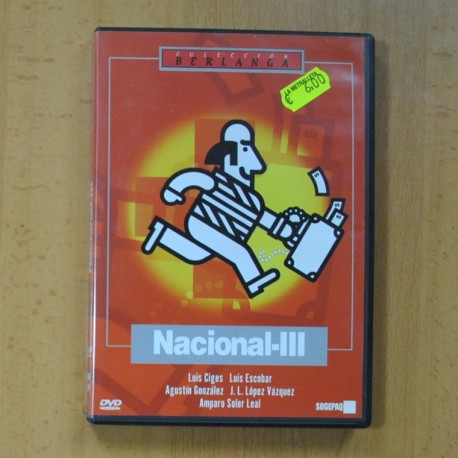 COLECCIÓN
BERLANGA
LA METRALLETA
€ 6,00
Nacional-III
Luis Ciges Luis Escobar
Agustín González J. L. López Vázquez
Amparo Soler Leal
DVD
SOGEPAQ